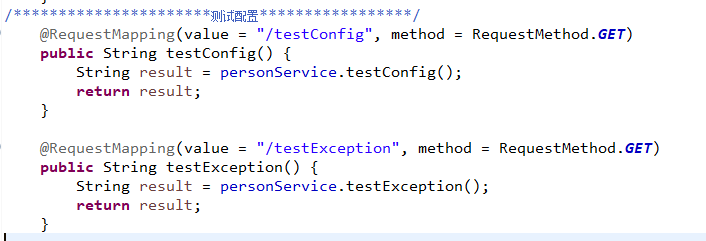 /**********************测试配置*****************/
@RequestMapping(value = "/testConfig", method = RequestMethod.GET)
public String testConfig() {
String result = personService.testConfig();
return result;
}
@RequestMapping(value = "/testException", method = RequestMethod.GET)
public String testException() {
String result = personService.testException();
return result;
}